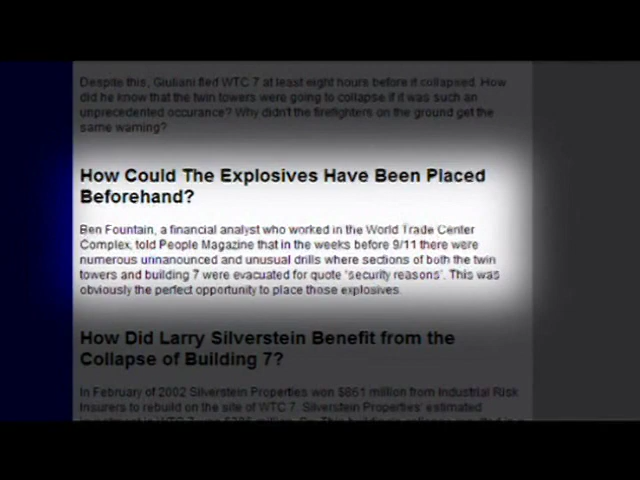 Despite this, Giuliani fled WTC 7 at least eight hours before it collapsed. How
did he know that the twin towers were going to collapse if it was such an
unprecedented occurance? Why didn't the firefighters on the ground get the
same warning?
How Could The Explosives Have Been Placed
Beforehand?
Ben Fountain, a financial analyst who worked in the World Trade Center
Complex, told People Magazine that in the weeks before 9/11 there were
numerous unnanounced and unusual drills where sections of both the twin
towers and building 7 were evacuated for quote 'security reasons'. This was
obviously the perfect opportunity to place those explosives.
How Did Larry Silverstein Benefit from the
Collapse of Building 7?
In February of 2002 Silverstein Properties won $861 million from Industrial Risk
Insurers to rebuild on the site of WTC 7. Silverstein Properties' estimated